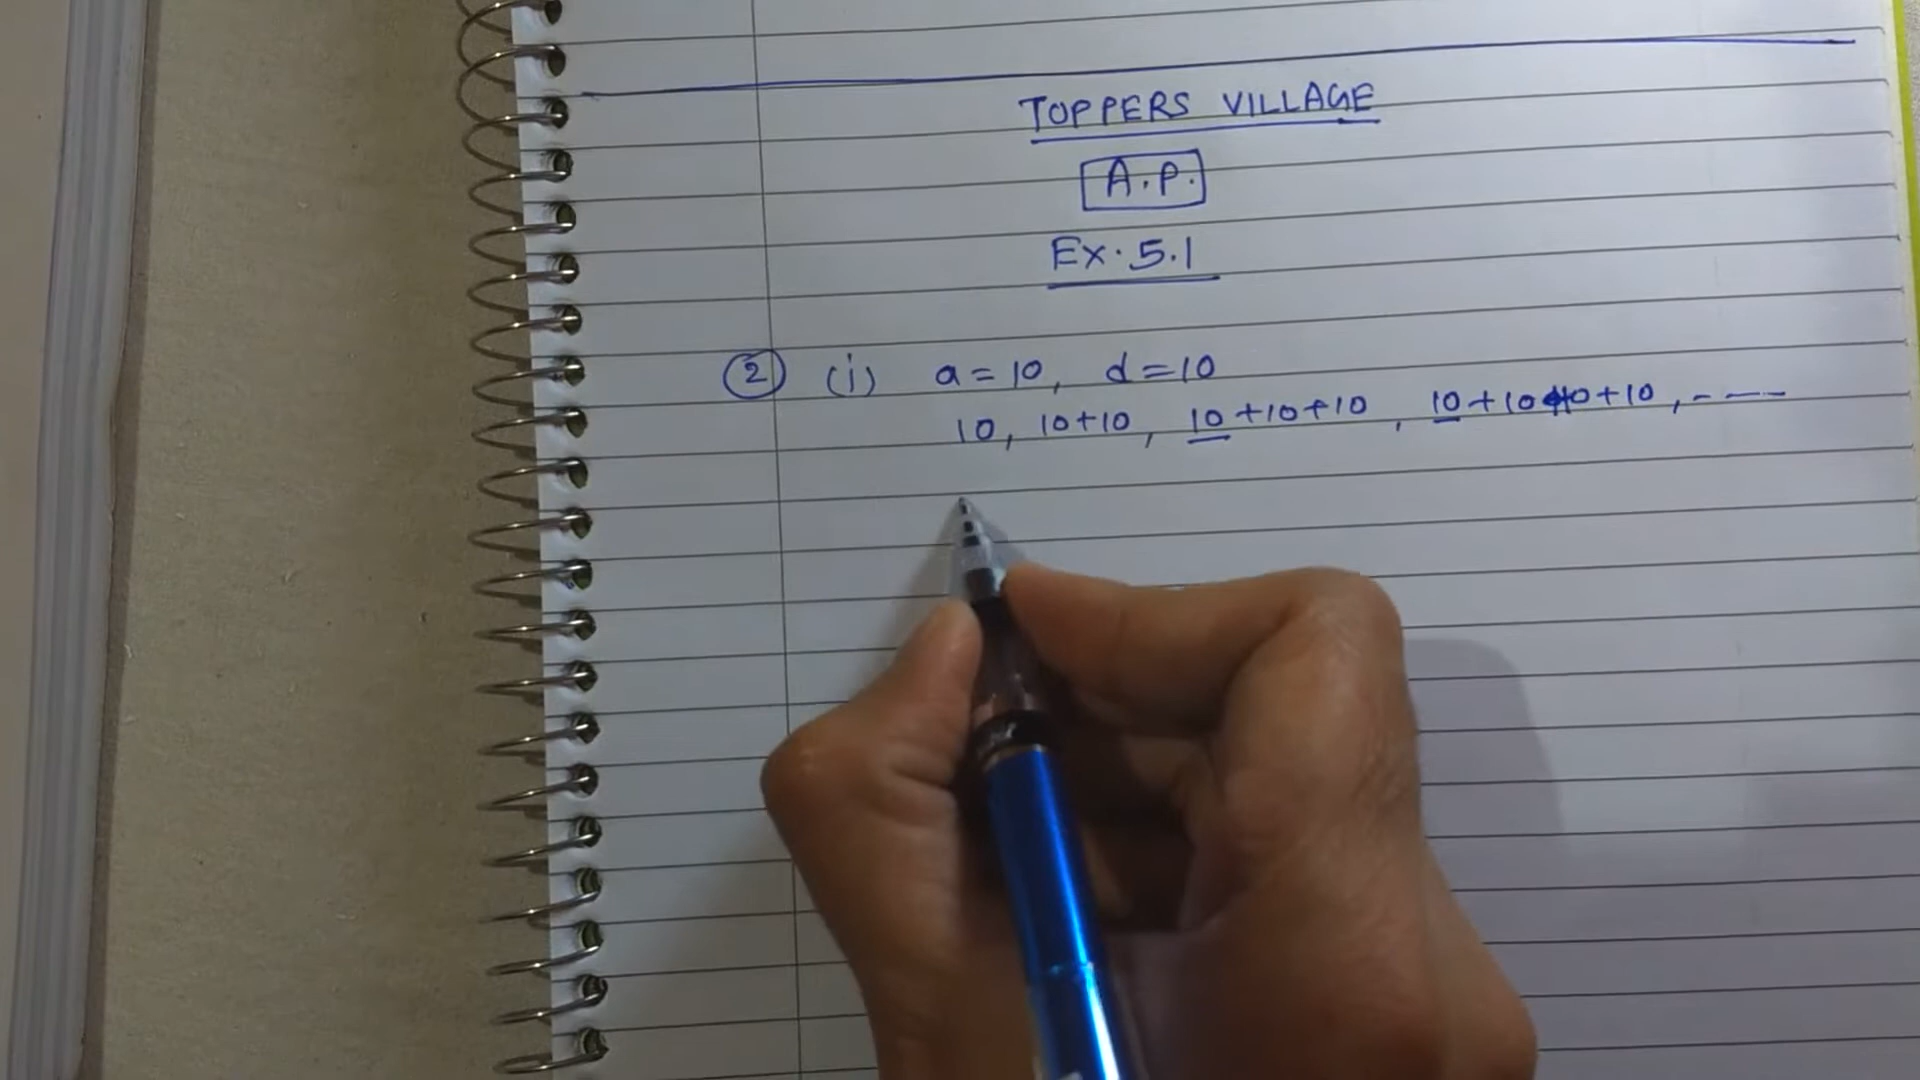 TOPPERS VILLAGE
A.P.
Ex. 5.1
2 (i) a = 10, d = 10
10, 10+10, 10+10+10, 10+10+10+10, - - —